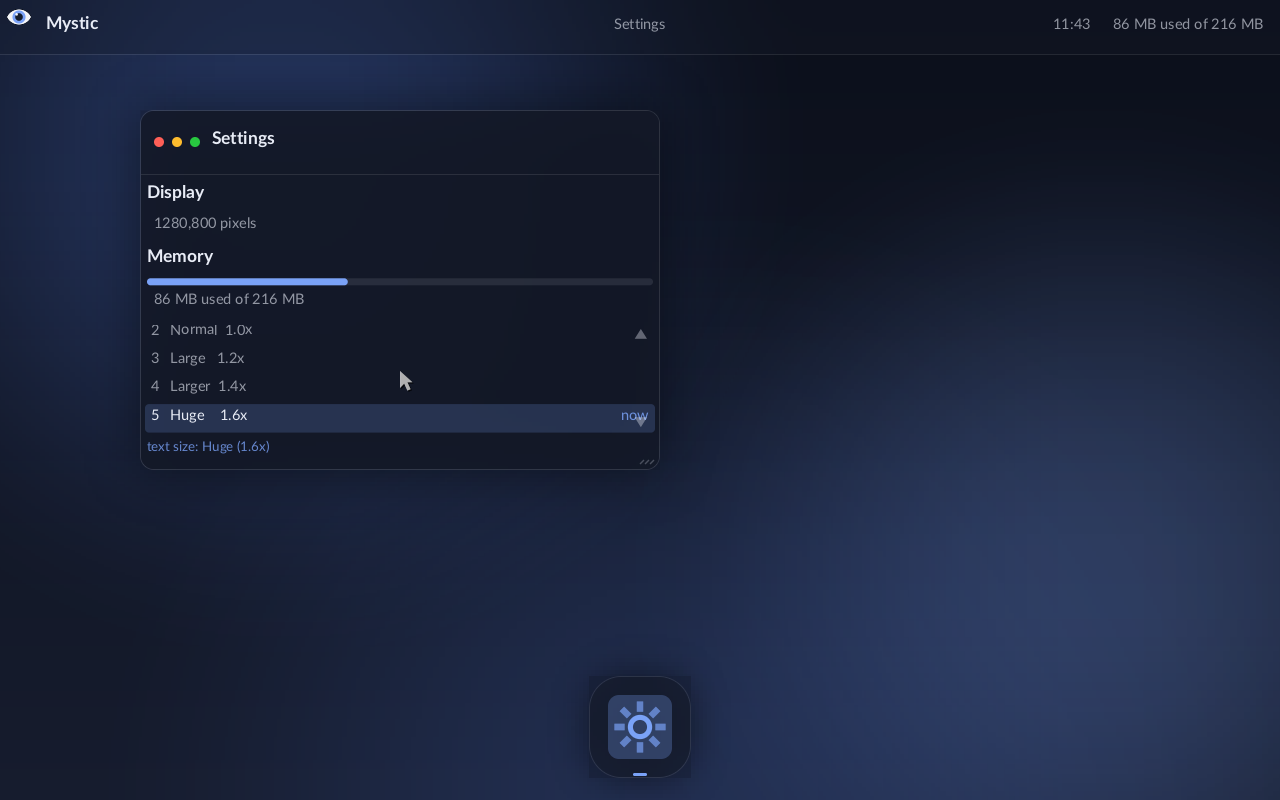 Mystic
Settings
11:43
86 MB used of 216 MB
Settings
Display
1280,800 pixels
Memory
86 MB used of 216 MB
2 Normal 1.0x
3 Large 1.2x
4 Larger 1.4x
5 Huge 1.6x now
text size: Huge (1.6x)